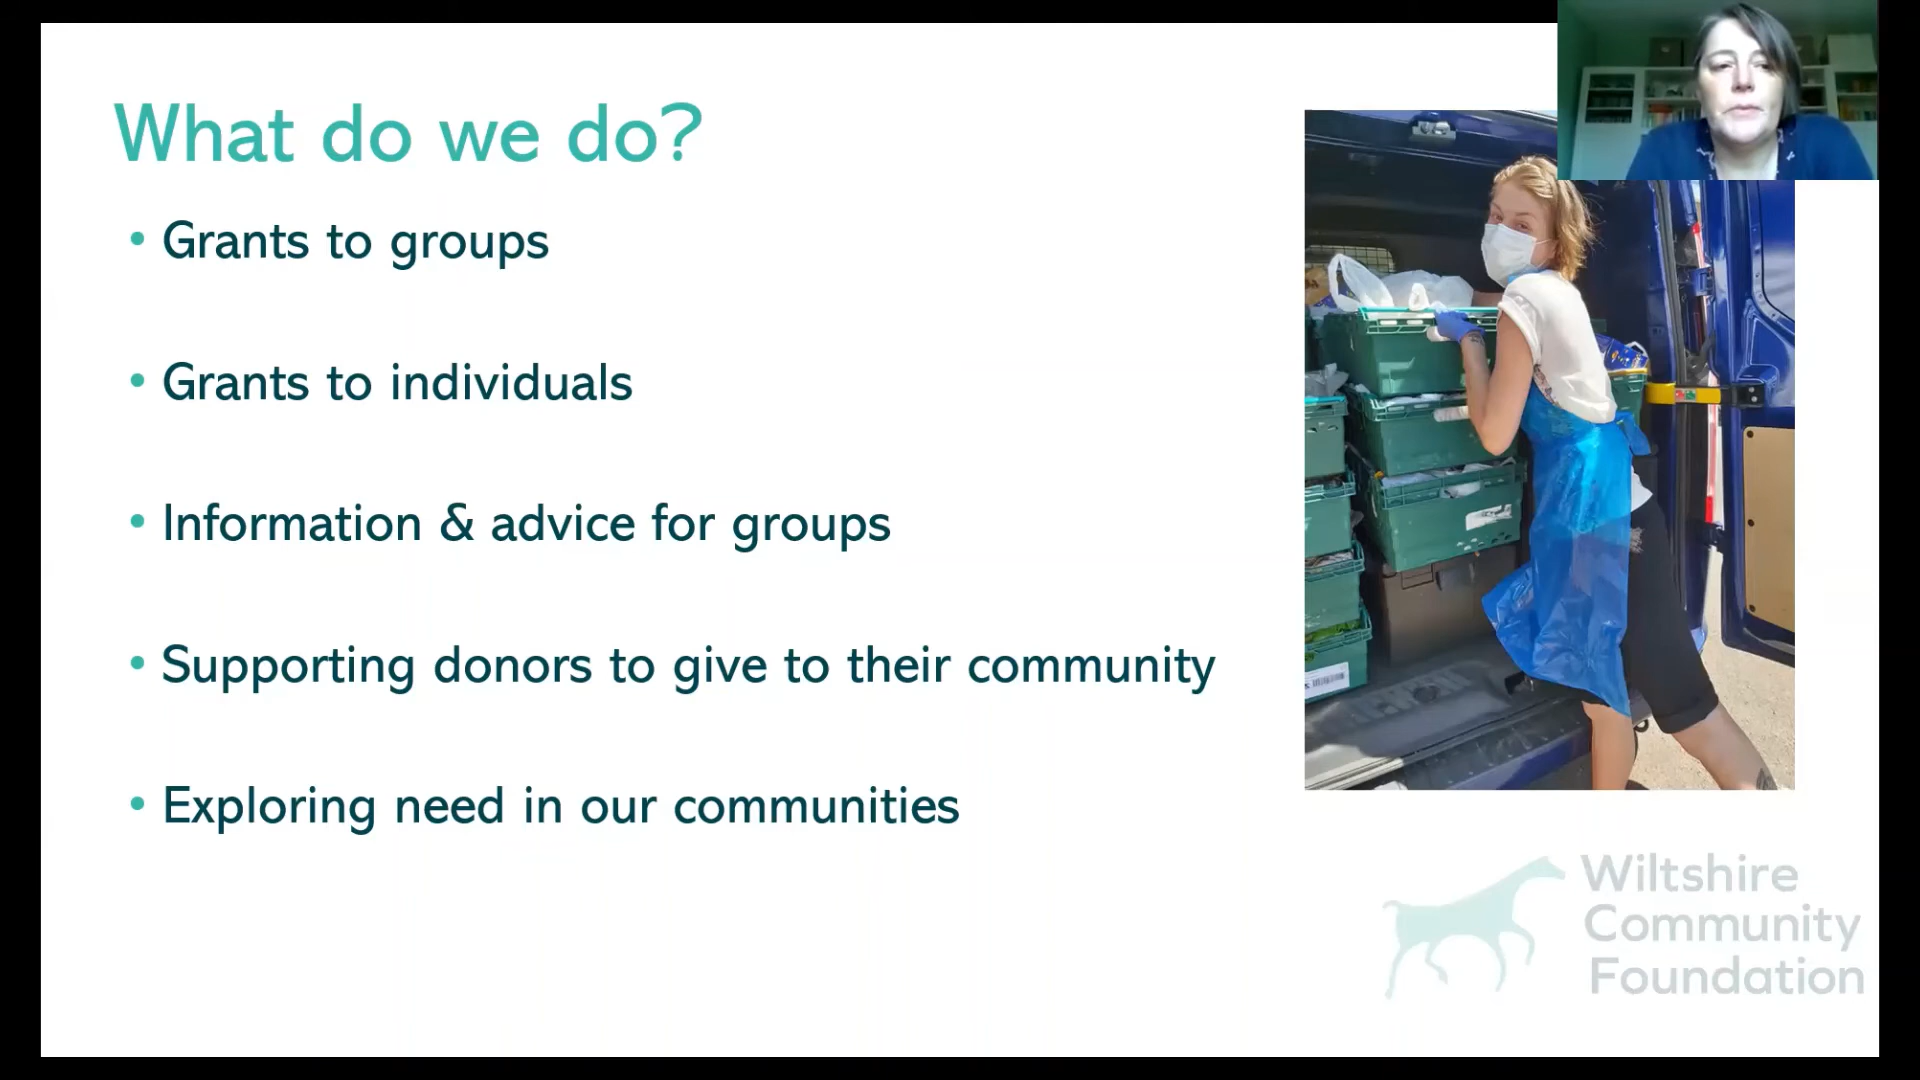 What do we do?
• Grants to groups
• Grants to individuals
• Information & advice for groups
• Supporting donors to give to their community
• Exploring need in our communities
Wiltshire
Community
Foundation